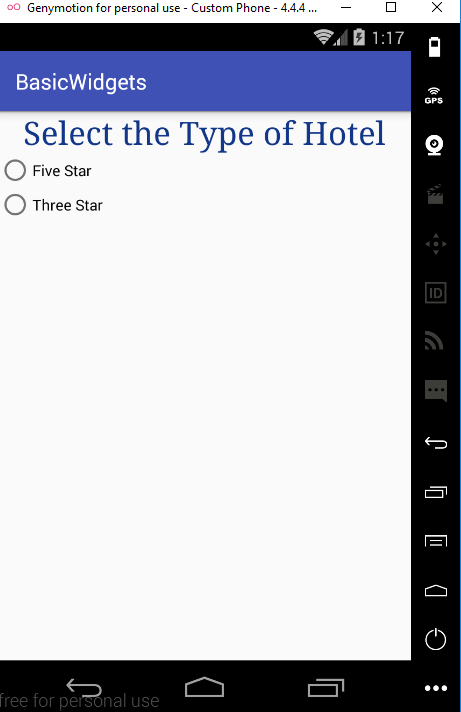 Genymotion for personal use - Custom Phone - 4.4.4 ...
1:17
BasicWidgets
GPS
Select the Type of Hotel
Five Star
Three Star
ID
free for personal use